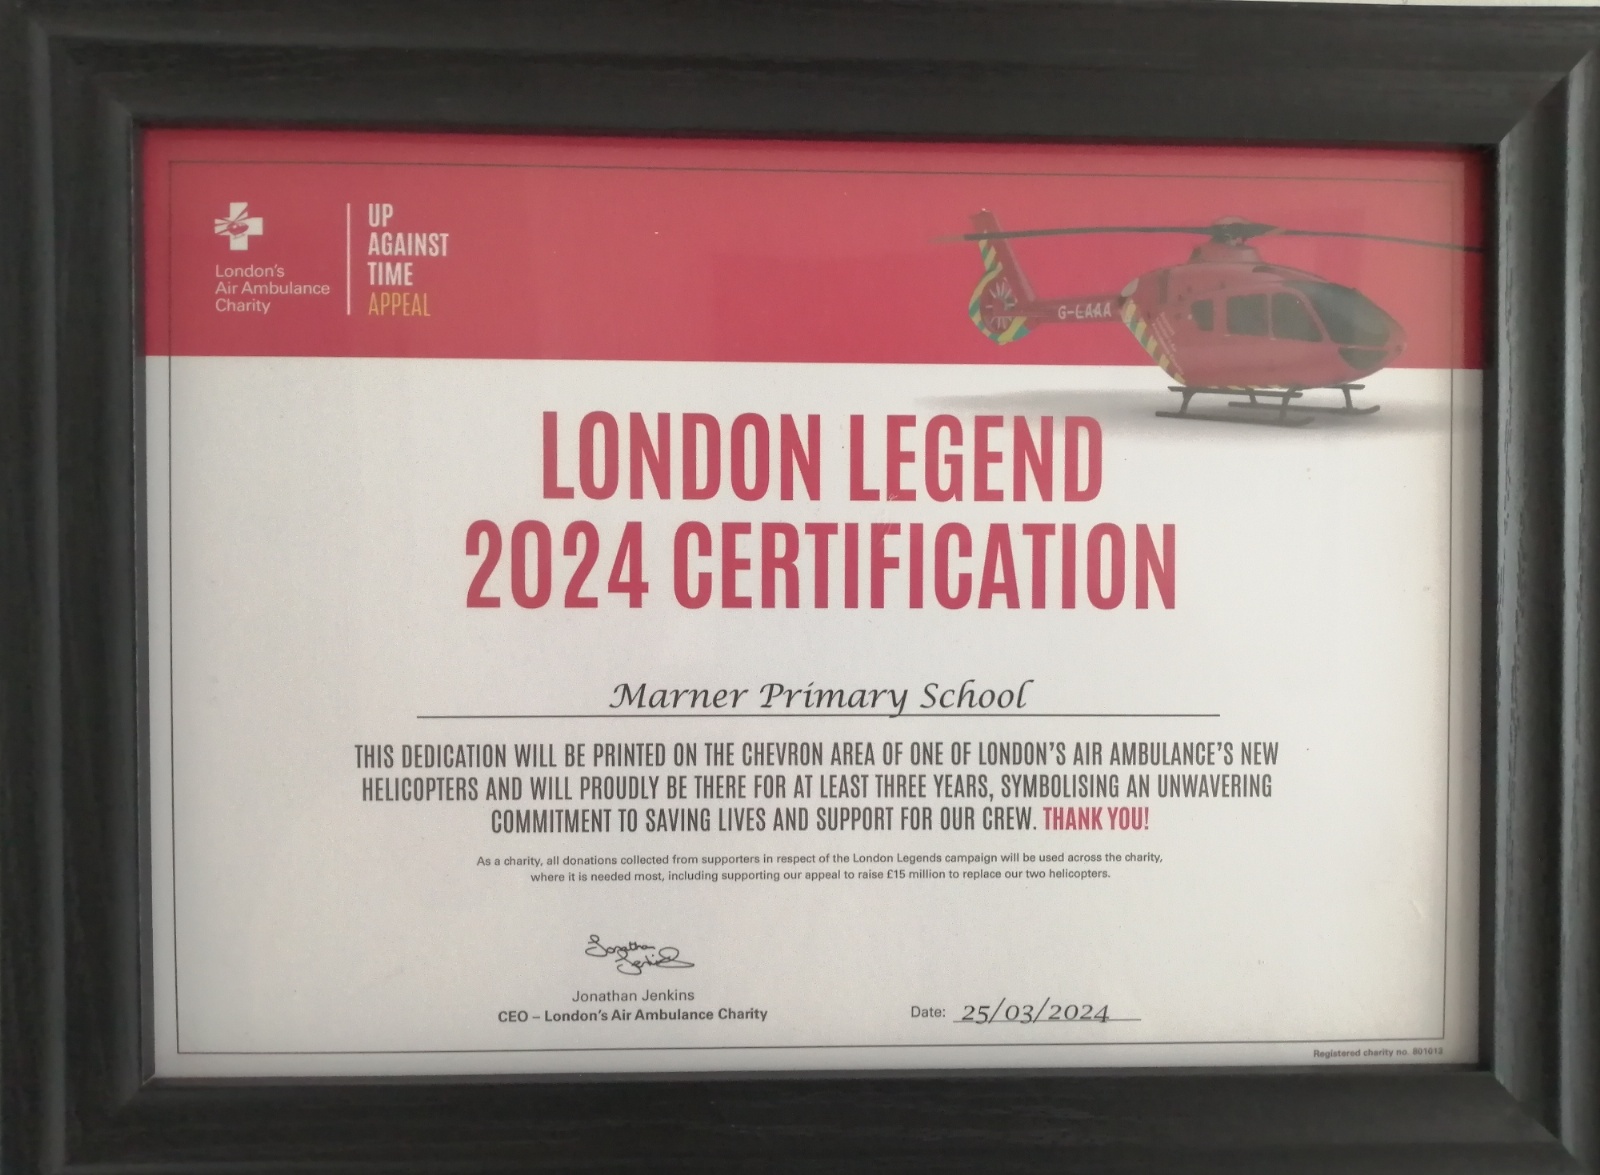 London's
Air Ambulance
Charity
UP
AGAINST
TIME
APPEAL
G-LAAA
LONDON LEGEND
2024 CERTIFICATION
Marner Primary School
THIS DEDICATION WILL BE PRINTED ON THE CHEVRON AREA OF ONE OF LONDON'S AIR AMBULANCE'S NEW
HELICOPTERS AND WILL PROUDLY BE THERE FOR AT LEAST THREE YEARS, SYMBOLISING AN UNWAVERING
COMMITMENT TO SAVING LIVES AND SUPPORT FOR OUR CREW. THANK YOU!
As a charity, all donations collected from supporters in respect of the London Legends campaign will be used across the charity,
where it is needed most, including supporting our appeal to raise £15 million to replace our two helicopters.
Jonathan Jenkins
Jonathan Jenkins
CEO – London's Air Ambulance Charity
Date: 25/03/2024
Registered charity no. 801013